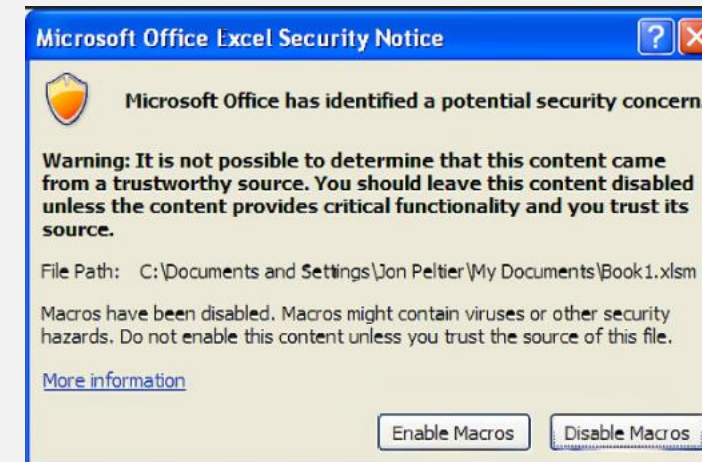 Microsoft Office Excel Security Notice
Microsoft Office has identified a potential security concern.
Warning: It is not possible to determine that this content came
from a trustworthy source. You should leave this content disabled
unless the content provides critical functionality and you trust its
source.
File Path: C:\Documents and Settings\Jon Peltier\My Documents\Book1.xlsm
Macros have been disabled. Macros might contain viruses or other security
hazards. Do not enable this content unless you trust the source of this file.
More information
Enable Macros Disable Macros